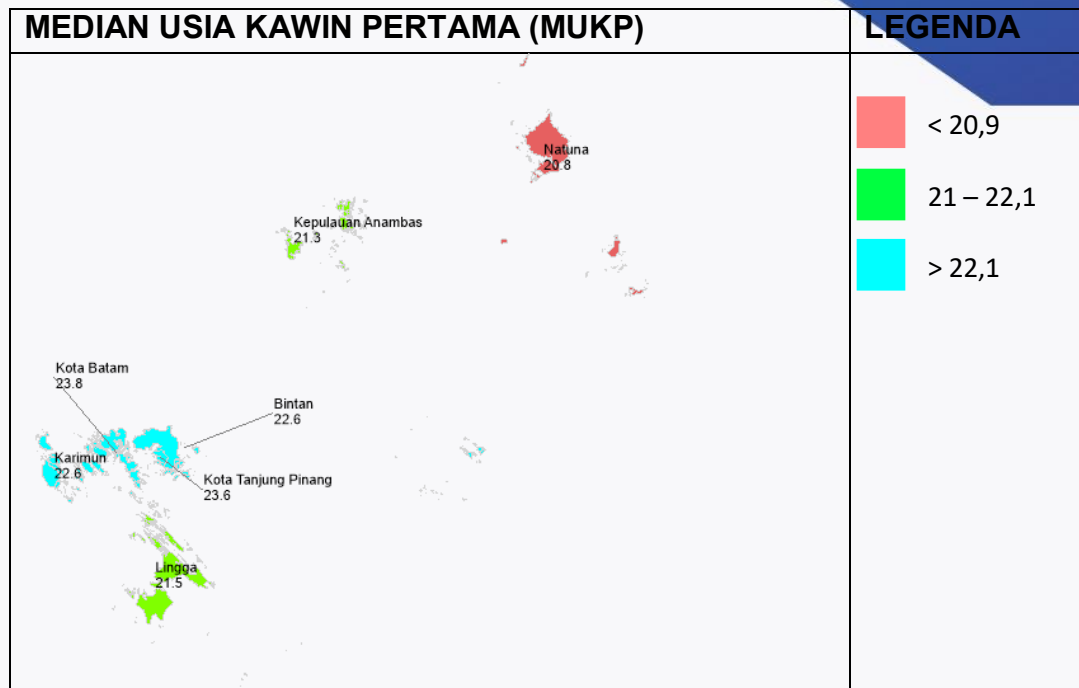 MEDIAN USIA KAWIN PERTAMA (MUKP)
LEGENDA
< 20,9
21 – 22,1
> 22,1
Natuna
20.8
Kepulauan Anambas
21.3
Kota Batam
23.8
Bintan
22.6
Karimun
22.6
Kota Tanjung Pinang
23.6
Lingga
21.5